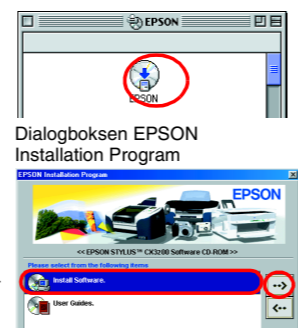 EPSON
EPSON
Dialogboksen EPSON
Installation Program
EPSON Installation Program
EPSON
<< EPSON STYLUS™ CX3200 Software CD-ROM >>
Please select from the following items
Install Software.
User Guides.